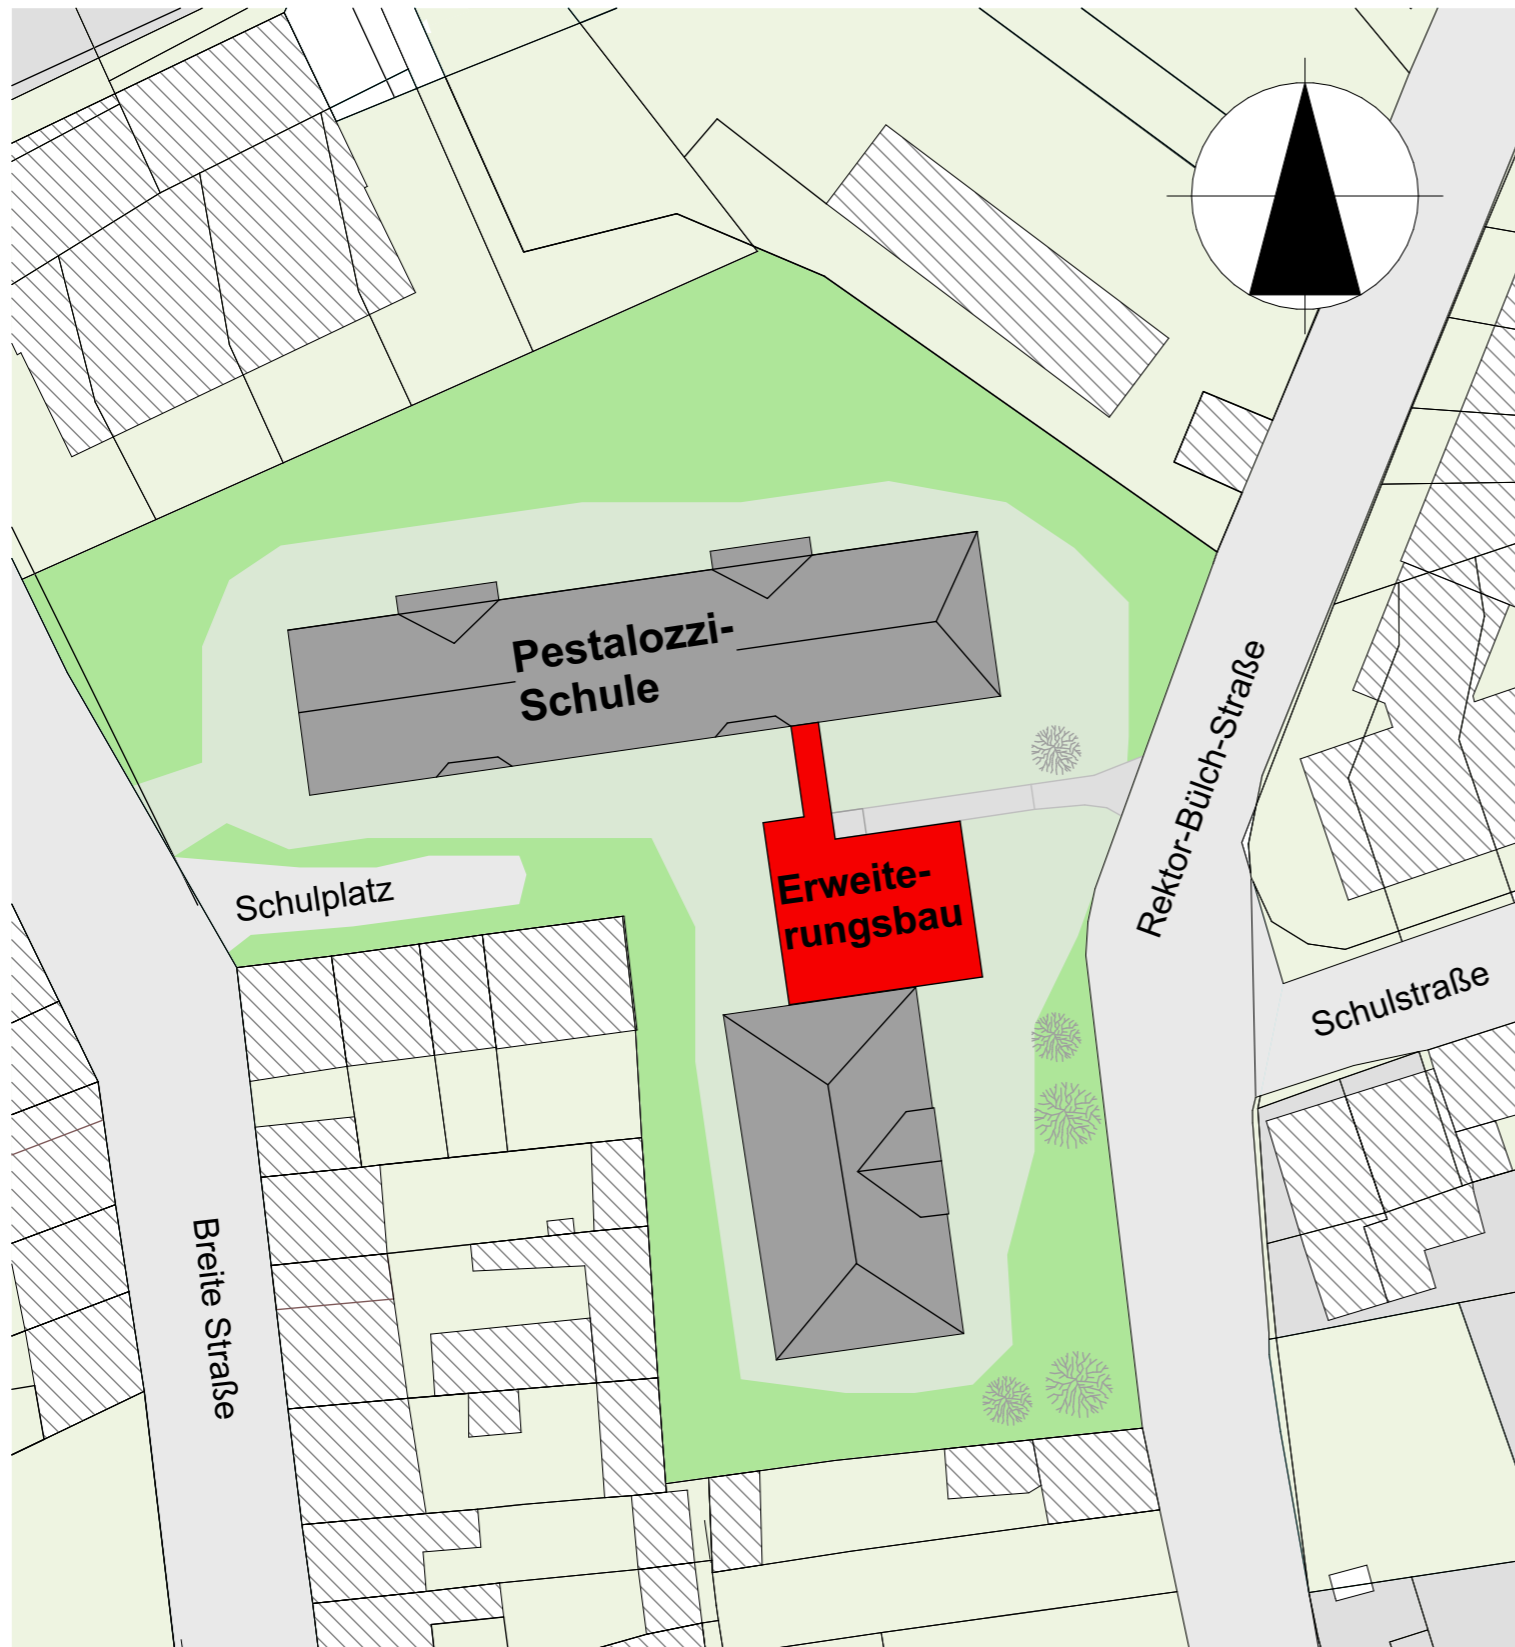 Pestalozzi-
Schule
Rektor-Bülch-Straße
Erweite-
rungsbau
Schulplatz
Schulstraße
Breite Straße